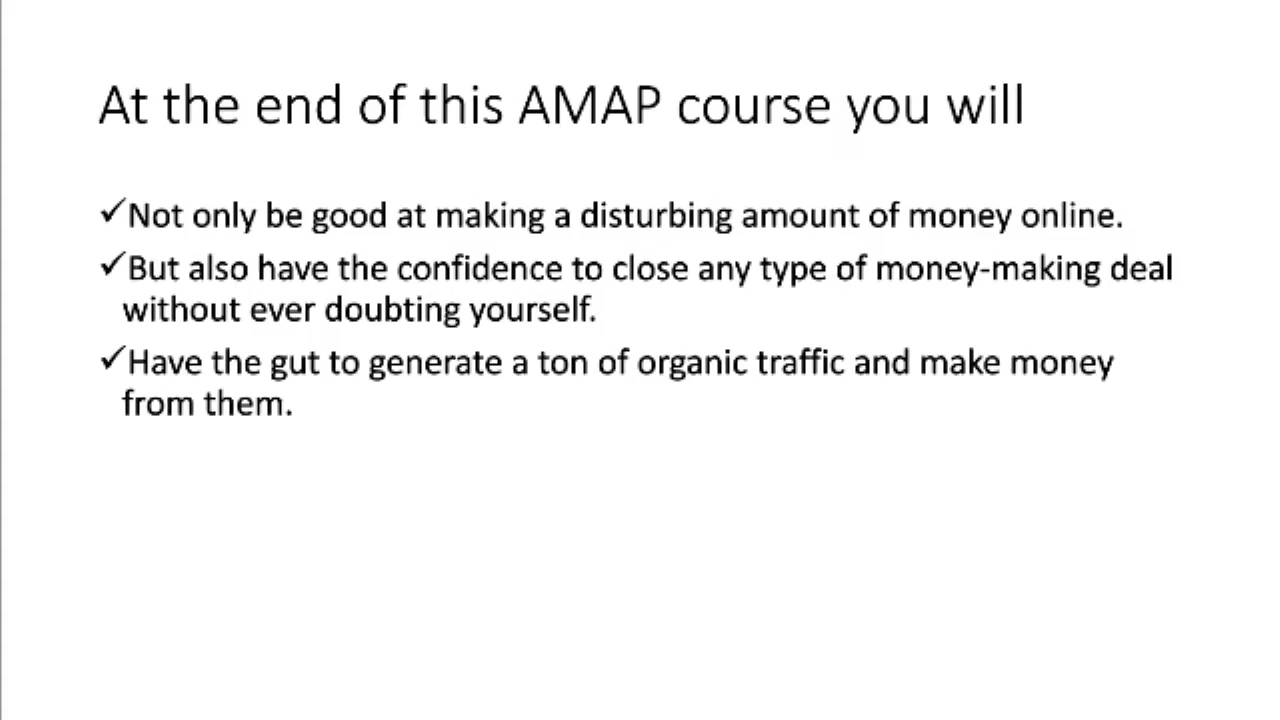 At the end of this AMAP course you will
✓Not only be good at making a disturbing amount of money online.
✓But also have the confidence to close any type of money-making deal
without ever doubting yourself.
✓Have the gut to generate a ton of organic traffic and make money
from them.